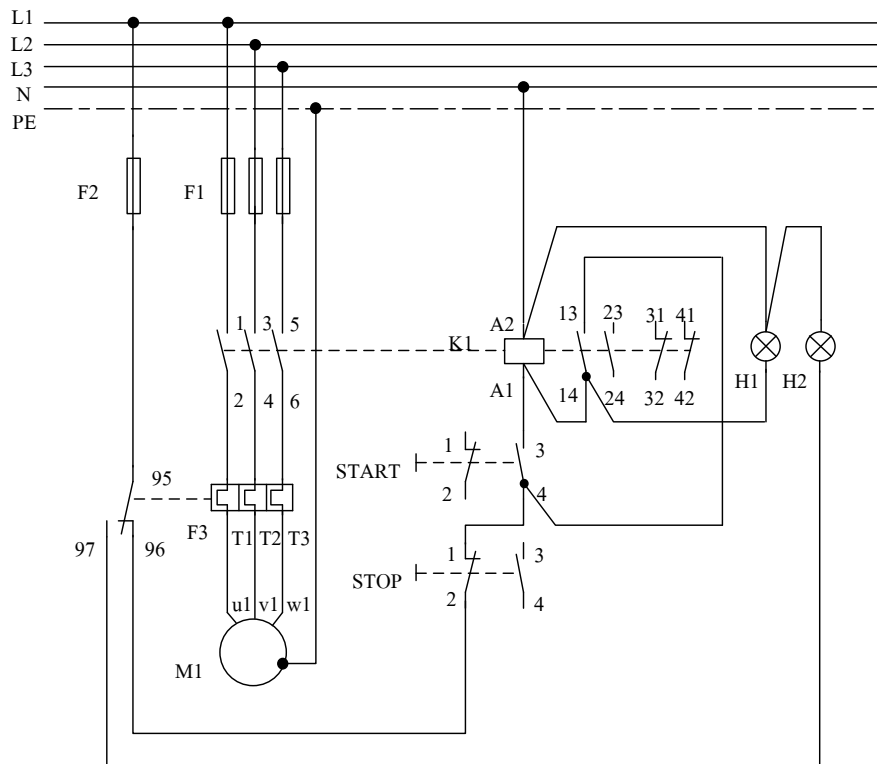 L1
L2
L3
N
PE
F2 F1
1 3 5
K1 A2 13 23 31 41
2 4 6
A1 14 24 32 42 H1 H2
START 1 3
2 4
95
F3 T1 T2 T3
97 96
STOP 1 3
2 4
u1 v1 w1
M1